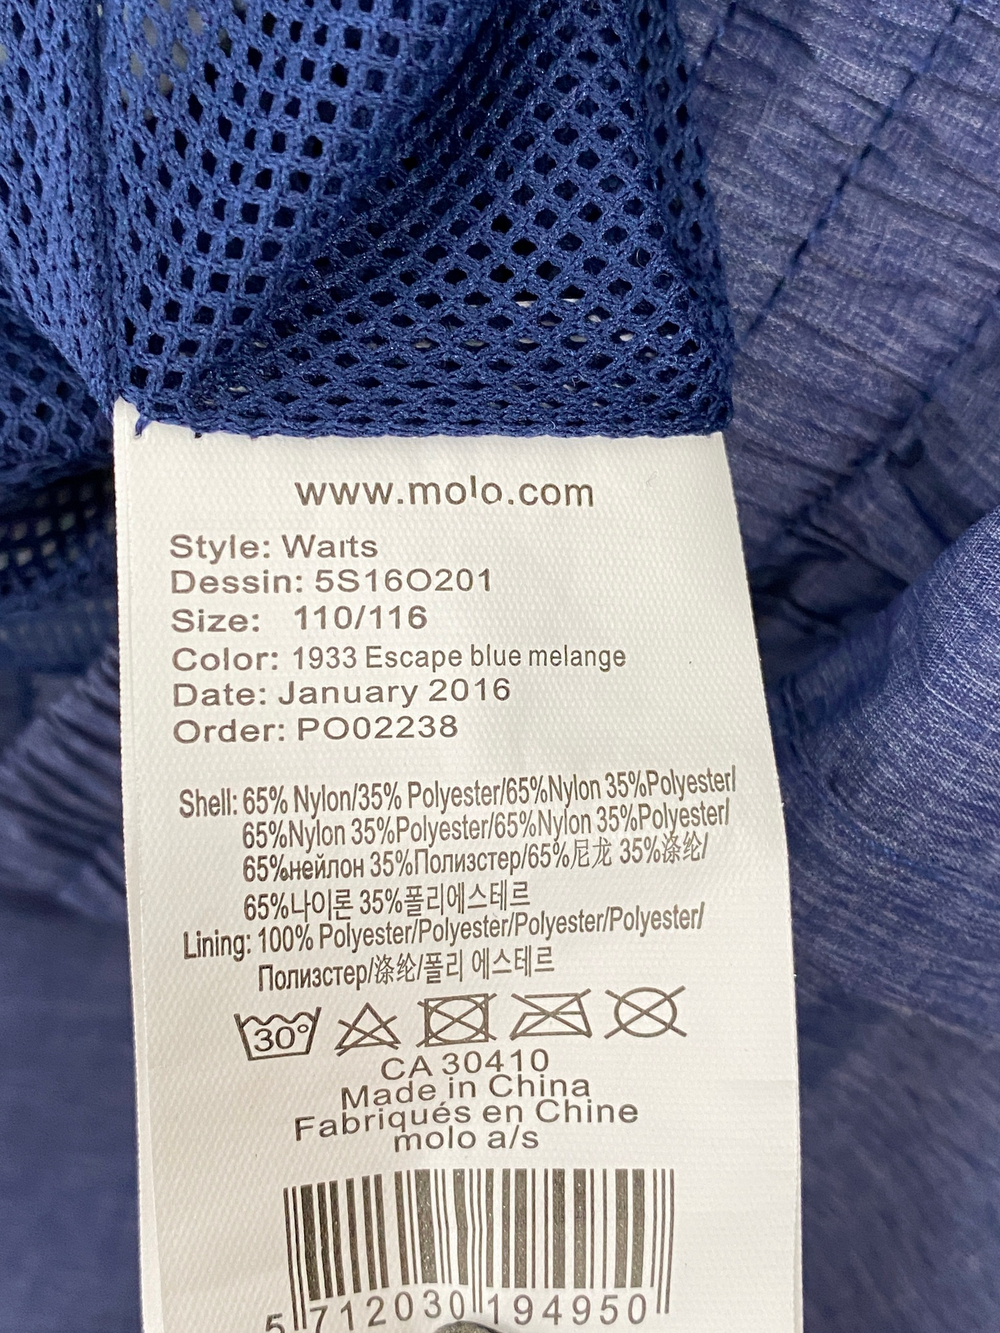 www.molo.com
Style: Warts
Dessin: 5S16O201
Size: 110/116
Color: 1933 Escape blue melange
Date: January 2016
Order: PO02238
Shell: 65% Nylon/35% Polyester/65%Nylon 35%Polyester/
65%Nylon 35%Polyester/65%Nylon 35%Polyester/
65%нейлон 35%Полизстер/65%尼龙 35%涤纶/
65%나이론 35%폴리에스테르
Lining: 100% Polyester/Polyester/Polyester/Polyester/
Полизстер/涤纶/폴리 에스테르
30°
CA 30410
Made in China
Fabriqués en Chine
molo a/s
5 712030 194950